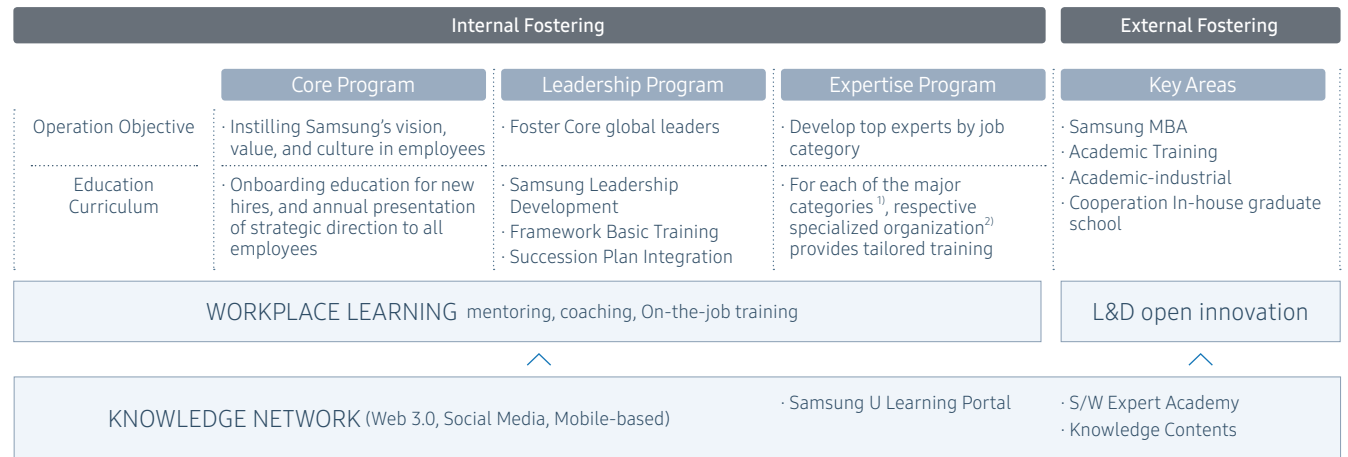 Internal Fostering
External Fostering
Core Program
Leadership Program
Expertise Program
Key Areas
Operation Objective
· Instilling Samsung's vision,
value, and culture in employees
· Foster Core global leaders
· Develop top experts by job
category
· Samsung MBA
· Academic Training
· Academic-industrial
· Cooperation In-house graduate
school
Education
Curriculum
· Onboarding education for new
hires, and annual presentation
of strategic direction to all
employees
· Samsung Leadership
Development
· Framework Basic Training
· Succession Plan Integration
· For each of the major
categories 1), respective
specialized organization2)
provides tailored training
WORKPLACE LEARNING mentoring, coaching, On-the-job training
L&D open innovation
KNOWLEDGE NETWORK (Web 3.0, Social Media, Mobile-based)
· Samsung U Learning Portal
· S/W Expert Academy
· Knowledge Contents